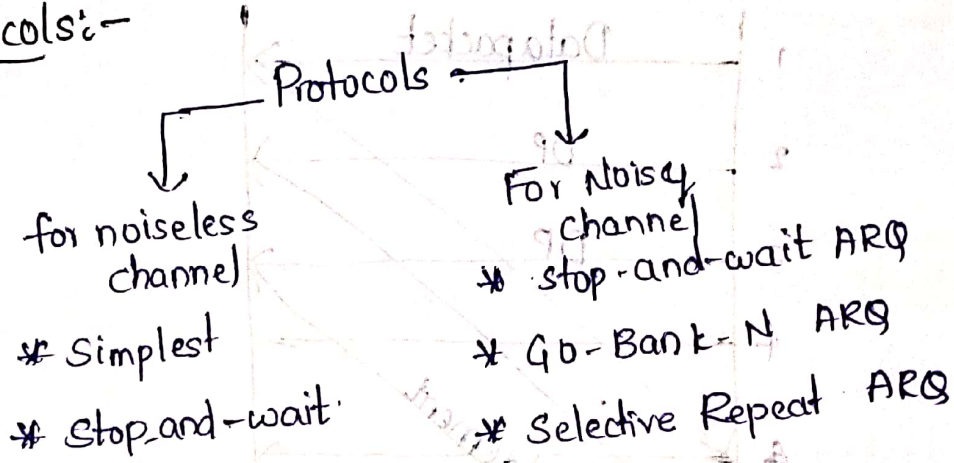 cols:-
Protocols
for noiseless
channel
* Simplest
* Stop-and-wait.
For Noisy
channel
* stop-and-wait ARQ
* Go-Bank-N ARQ
* Selective Repeat ARQ